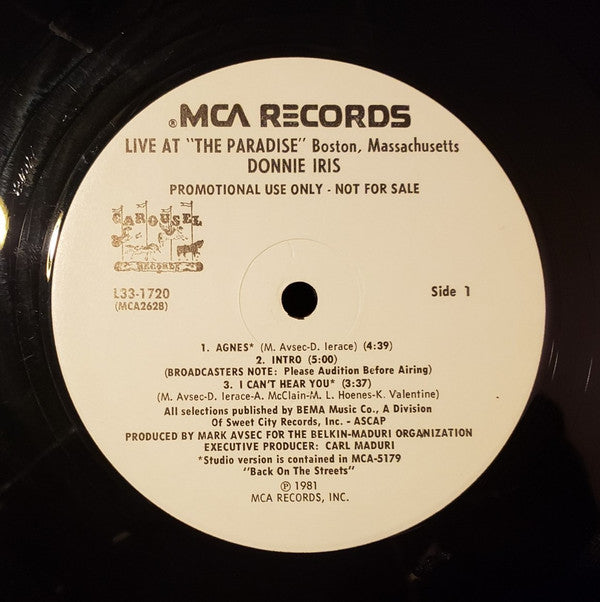 ® MCA RECORDS
LIVE AT "THE PARADISE" Boston, Massachusetts
DONNIE IRIS
PROMOTIONAL USE ONLY - NOT FOR SALE
CAROUSEL
RECORDS
L33-1720
(MCA2628)
Side 1
1. AGNES* (M. Avsec-D. Ierace) (4:39)
2. INTRO (5:00)
(BROADCASTERS NOTE: Please Audition Before Airing)
3. I CAN'T HEAR YOU* (3:37)
(M. Avsec-D. Ierace-A. McClain-M. L. Hoenes-K. Valentine)
All selections published by BEMA Music Co., A Division
Of Sweet City Records, Inc. - ASCAP
PRODUCED BY MARK AVSEC FOR THE BELKIN-MADURI ORGANIZATION
EXECUTIVE PRODUCER: CARL MADURI
*Studio version is contained in MCA-5179
"Back On The Streets"
℗ 1981
MCA RECORDS, INC.